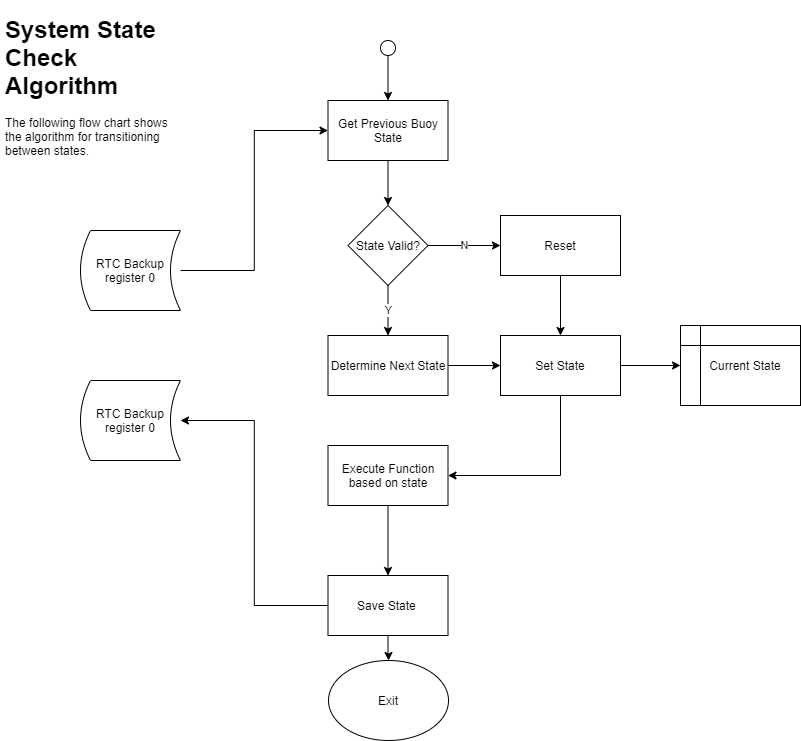 System State
Check
Algorithm
The following flow chart shows
the algorithm for transitioning
between states.
Get Previous Buoy
State
State Valid?
N
Reset
RTC Backup
register 0
Y
Determine Next State
Set State
Current State
RTC Backup
register 0
Execute Function
based on state
Save State
Exit